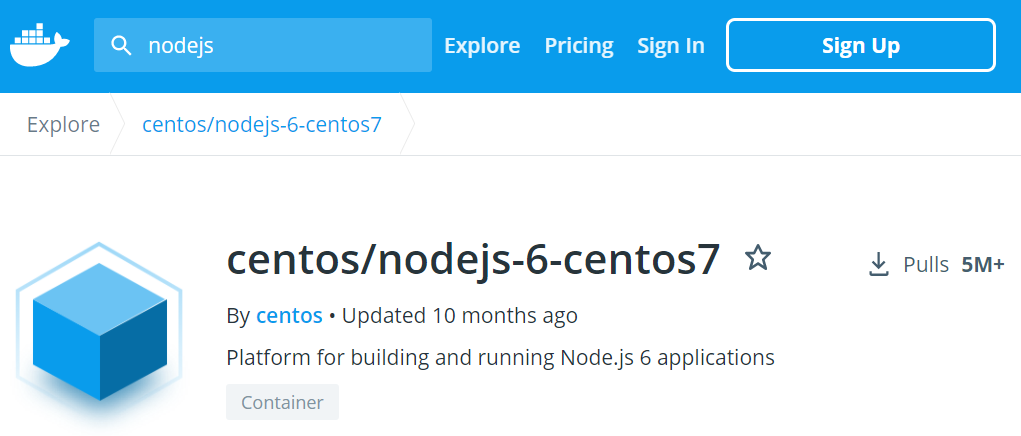 nodejs Explore Pricing Sign In Sign Up
Explore centos/nodejs-6-centos7
centos/nodejs-6-centos7
Pulls 5M+
By centos • Updated 10 months ago
Platform for building and running Node.js 6 applications
Container